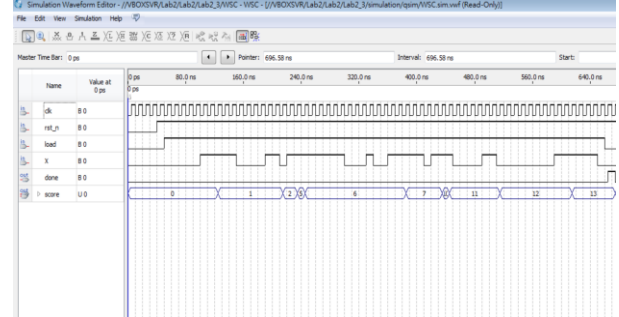 Simulation Waveform Editor - //VBOXSVR/Lab2/Lab2/Lab2_3/WSC - WSC - [//VBOXSVR/Lab2/Lab2/Lab2_3/simulation/qsim/WSC.sim.vwf (Read-Only)]
File Edit View Simulation Help
Master Time Bar: 0 ps Pointer: 696.58 ns Interval: 696.58 ns Start:
Name Value at 0 ps
0 ps 80.0 ns 160.0 ns 240.0 ns 320.0 ns 400.0 ns 480.0 ns 560.0 ns 640.0 ns
0 ps
clk B 0
rst_n B 0
load B 0
X B 0
done B 0
score U 0 0 1 2 6 7 11 12 13